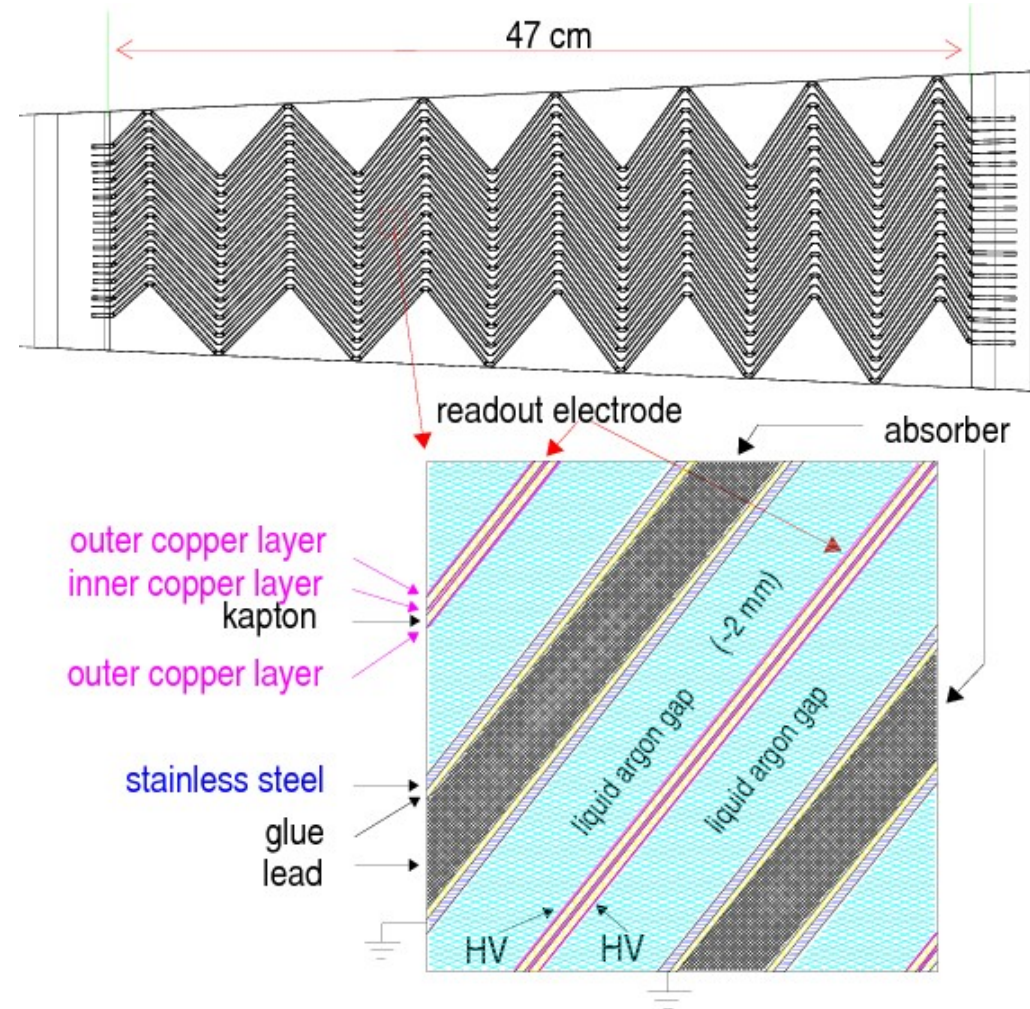 47 cm
readout electrode
absorber
outer copper layer
inner copper layer
kapton
outer copper layer
(~2 mm)
liquid argon gap
liquid argon gap
stainless steel
glue
lead
HV
HV